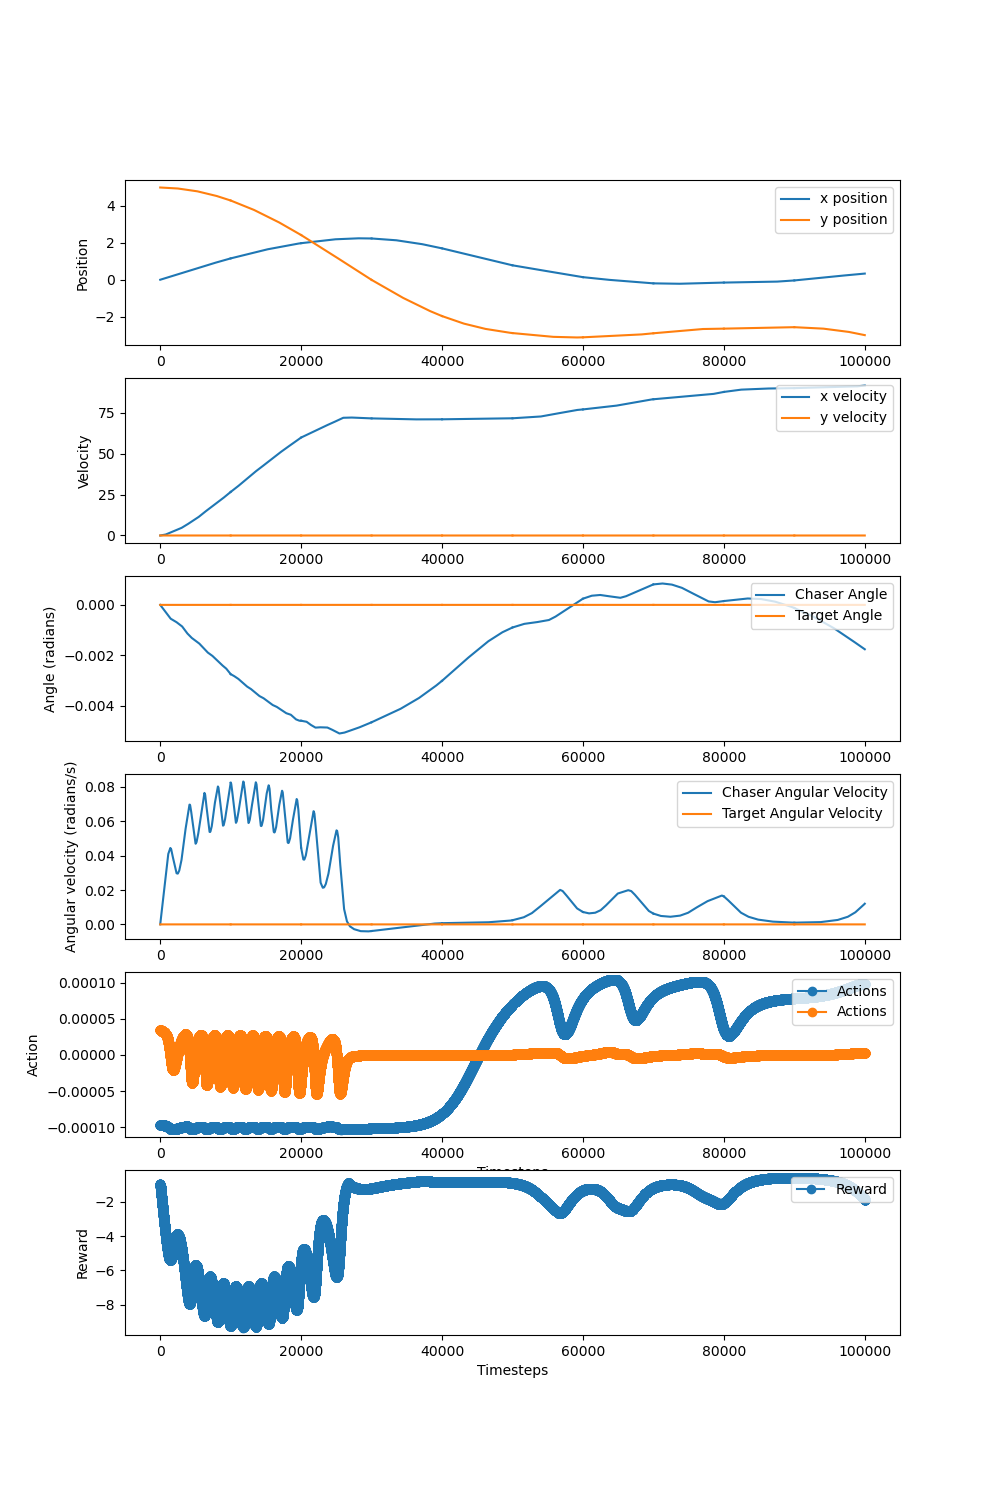 Position
4
2
0
−2
x position
y position
0 20000 40000 60000 80000 100000
Velocity
75
50
25
0
x velocity
y velocity
0 20000 40000 60000 80000 100000
Angle (radians)
0.000
−0.002
−0.004
Chaser Angle
Target Angle
0 20000 40000 60000 80000 100000
Angular velocity (radians/s)
0.08
0.06
0.04
0.02
0.00
Chaser Angular Velocity
Target Angular Velocity
0 20000 40000 60000 80000 100000
Action
0.00010
0.00005
0.00000
−0.00005
−0.00010
Actions
Actions
0 20000 40000 60000 80000 100000
Timesteps
Reward
−2
−4
−6
−8
Reward
0 20000 40000 60000 80000 100000
Timesteps